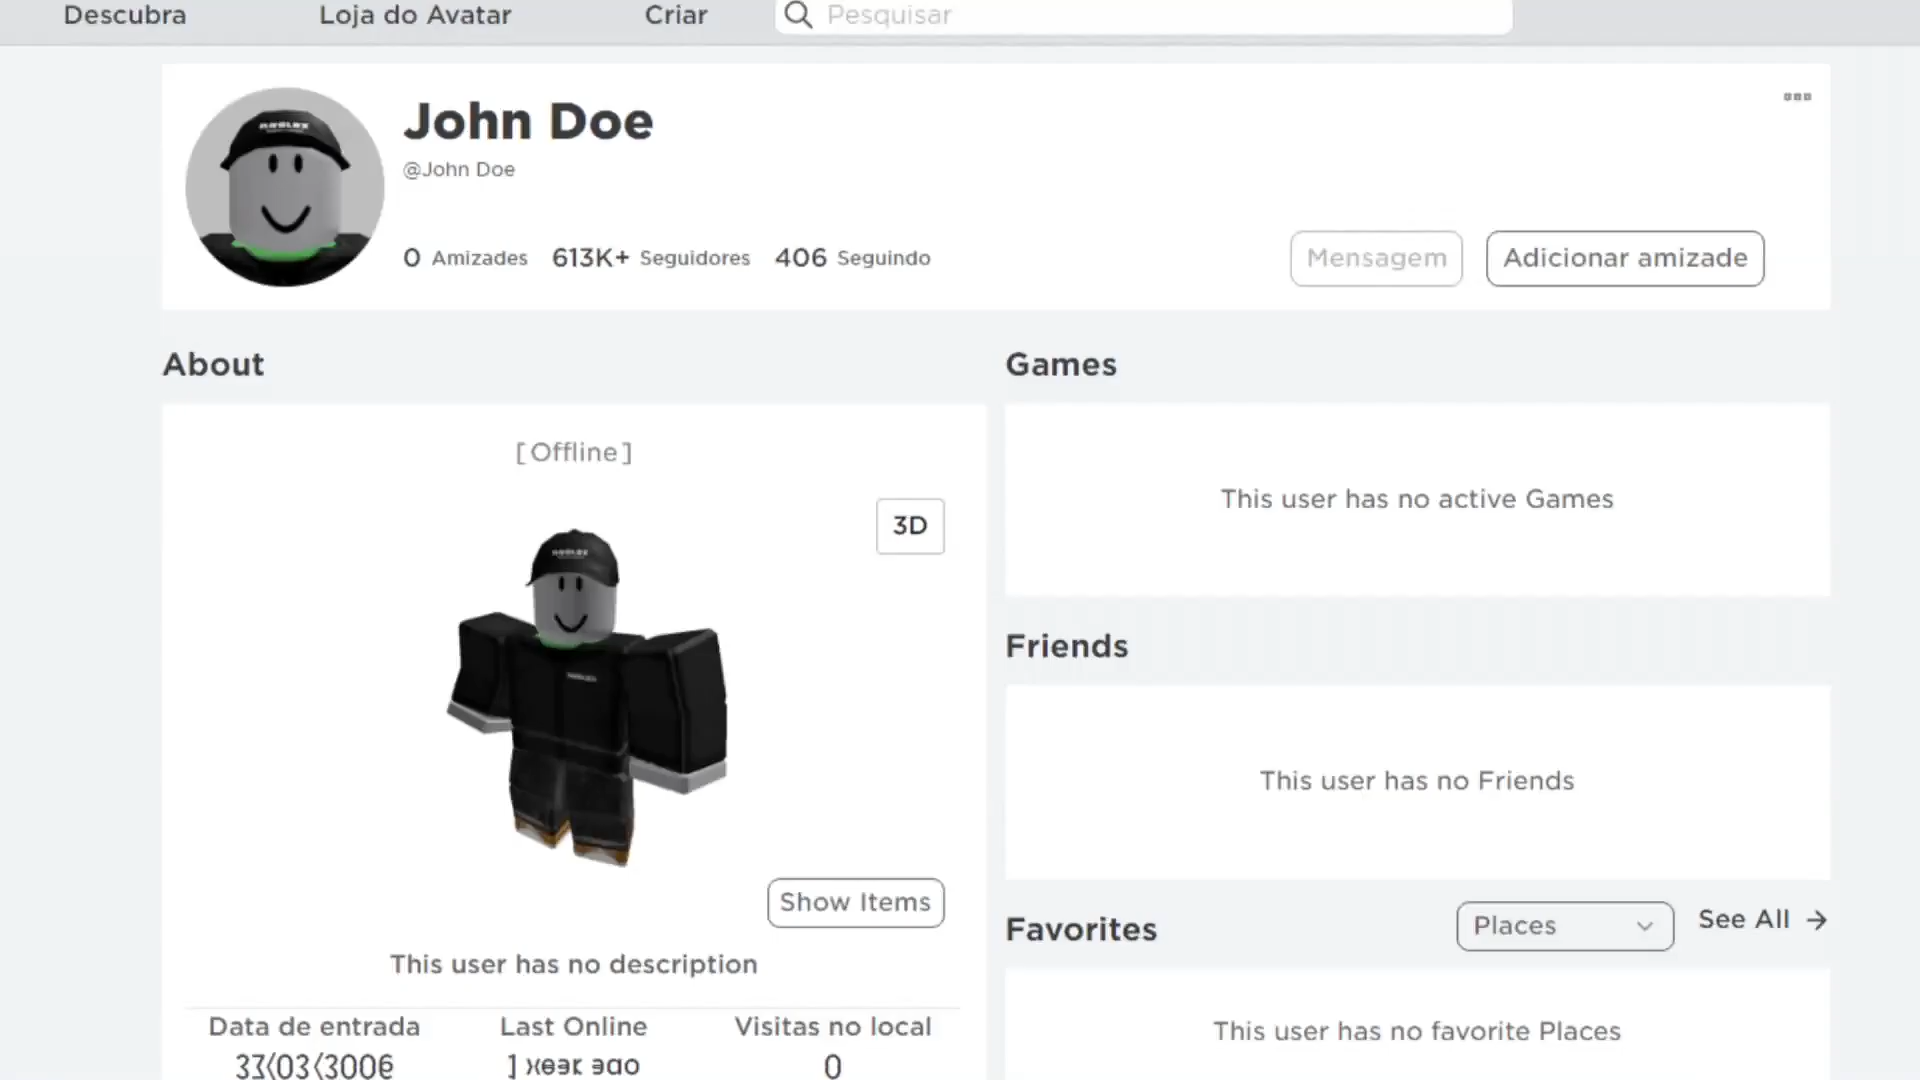 Descubra Loja do Avatar Criar Pesquisar
John Doe
@John Doe
0 Amizades 613K+ Seguidores 406 Seguindo
Mensagem Adicionar amizade
About
[ Offline ]
3D
ROBLOX
Show Items
This user has no description
Data de entrada Last Online Visitas no local
0
Games
This user has no active Games
Friends
This user has no Friends
Favorites Places See All →
This user has no favorite Places